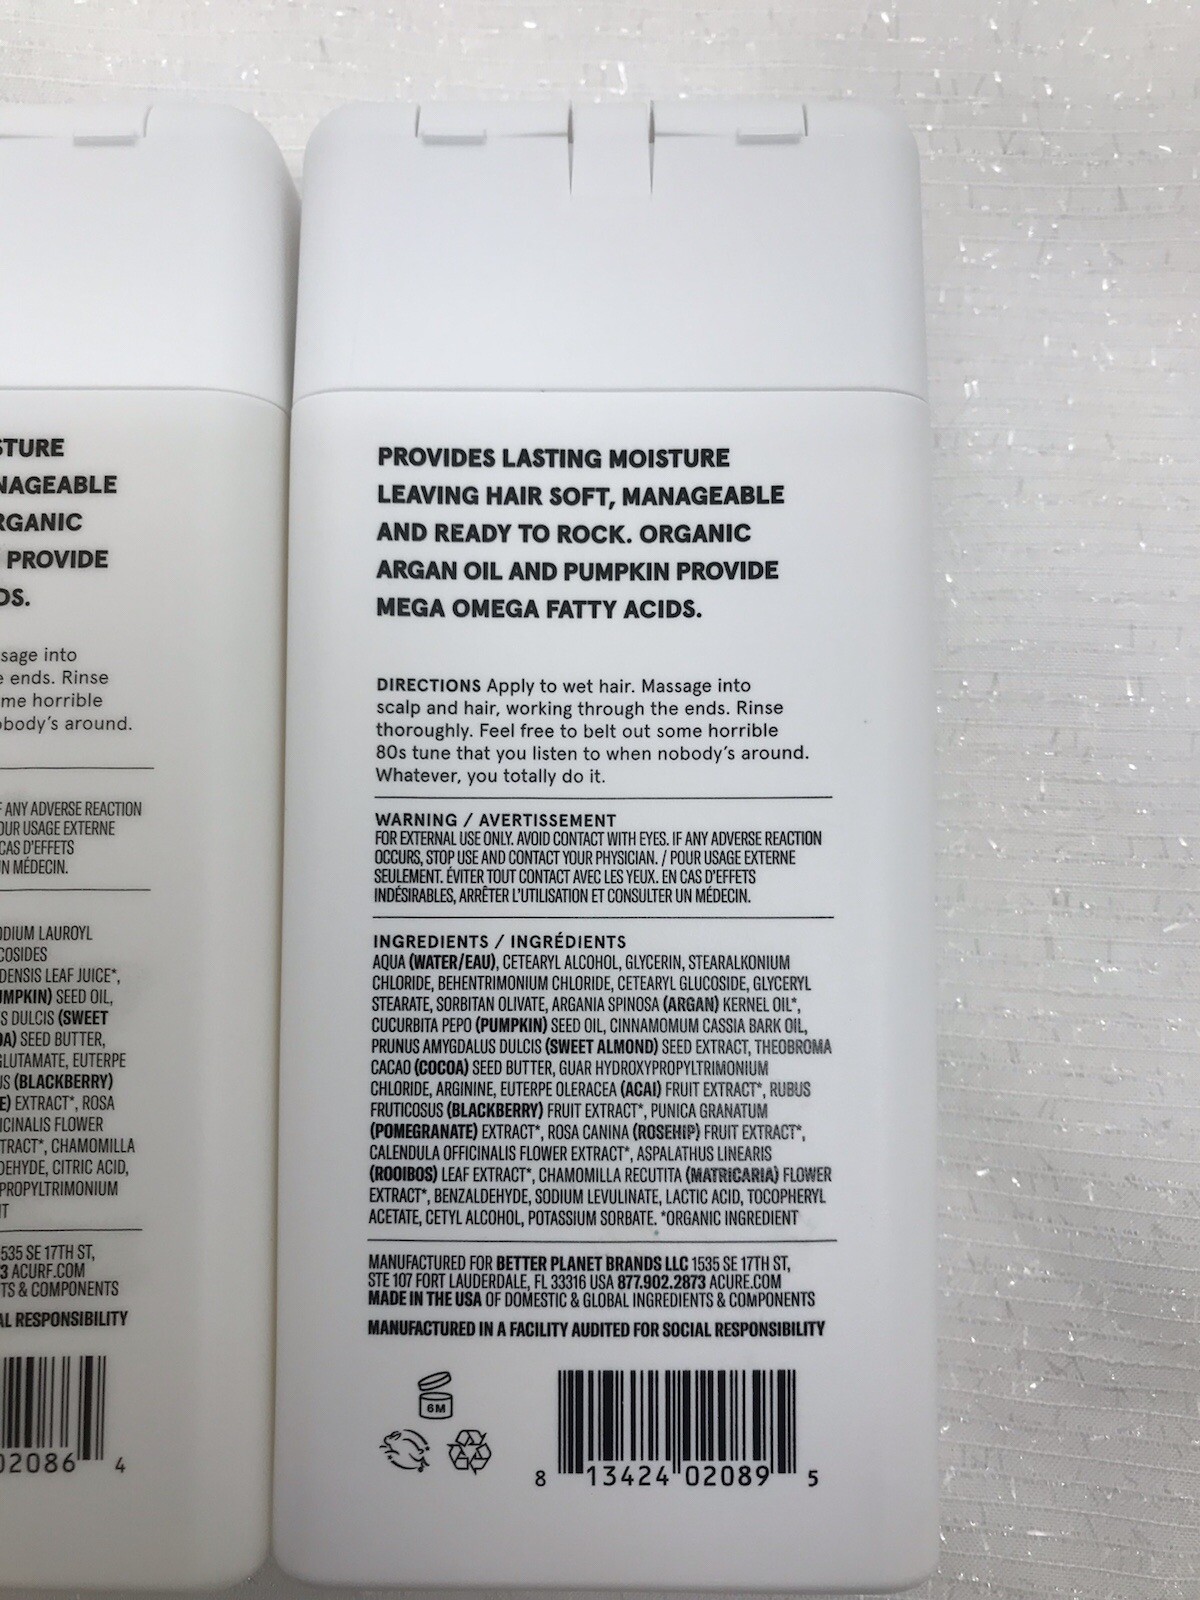 STURE
NAGEABLE
RGANIC
PROVIDE
DS.
sage into
e ends. Rinse
me horrible
obody's around.
F ANY ADVERSE REACTION
OUR USAGE EXTERNE
CAS D'EFFETS
N MÉDECIN.
ODIUM LAUROYL
COSIDES
DENSIS LEAF JUICE*,
UMPKIN) SEED OIL,
S DULCIS (SWEET
OA) SEED BUTTER,
GLUTAMATE, EUTERPE
US (BLACKBERRY)
E) EXTRACT*, ROSA
ICINALIS FLOWER
TRACT*, CHAMOMILLA
DEHYDE, CITRIC ACID,
PROPYLTRIMONIUM
NT
535 SE 17TH ST,
3 ACURE.COM
TS & COMPONENTS
AL RESPONSIBILITY
02086 4
PROVIDES LASTING MOISTURE
LEAVING HAIR SOFT, MANAGEABLE
AND READY TO ROCK. ORGANIC
ARGAN OIL AND PUMPKIN PROVIDE
MEGA OMEGA FATTY ACIDS.
DIRECTIONS Apply to wet hair. Massage into
scalp and hair, working through the ends. Rinse
thoroughly. Feel free to belt out some horrible
80s tune that you listen to when nobody's around.
Whatever, you totally do it.
WARNING / AVERTISSEMENT
FOR EXTERNAL USE ONLY. AVOID CONTACT WITH EYES. IF ANY ADVERSE REACTION
OCCURS, STOP USE AND CONTACT YOUR PHYSICIAN. / POUR USAGE EXTERNE
SEULEMENT. ÉVITER TOUT CONTACT AVEC LES YEUX. EN CAS D'EFFETS
INDÉSIRABLES, ARRÊTER L'UTILISATION ET CONSULTER UN MÉDECIN.
INGREDIENTS / INGRÉDIENTS
AQUA (WATER/EAU), CETEARYL ALCOHOL, GLYCERIN, STEARALKONIUM
CHLORIDE, BEHENTRIMONIUM CHLORIDE, CETEARYL GLUCOSIDE, GLYCERYL
STEARATE, SORBITAN OLIVATE, ARGANIA SPINOSA (ARGAN) KERNEL OIL*,
CUCURBITA PEPO (PUMPKIN) SEED OIL, CINNAMOMUM CASSIA BARK OIL,
PRUNUS AMYGDALUS DULCIS (SWEET ALMOND) SEED EXTRACT, THEOBROMA
CACAO (COCOA) SEED BUTTER, GUAR HYDROXYPROPYLTRIMONIUM
CHLORIDE, ARGININE, EUTERPE OLERACEA (ACAI) FRUIT EXTRACT*, RUBUS
FRUTICOSUS (BLACKBERRY) FRUIT EXTRACT*, PUNICA GRANATUM
(POMEGRANATE) EXTRACT*, ROSA CANINA (ROSEHIP) FRUIT EXTRACT*,
CALENDULA OFFICINALIS FLOWER EXTRACT*, ASPALATHUS LINEARIS
(ROOIBOS) LEAF EXTRACT*, CHAMOMILLA RECUTITA (MATRICARIA) FLOWER
EXTRACT*, BENZALDEHYDE, SODIUM LEVULINATE, LACTIC ACID, TOCOPHERYL
ACETATE, CETYL ALCOHOL, POTASSIUM SORBATE. *ORGANIC INGREDIENT
MANUFACTURED FOR BETTER PLANET BRANDS LLC 1535 SE 17TH ST,
STE 107 FORT LAUDERDALE, FL 33316 USA 877.902.2873 ACURE.COM
MADE IN THE USA OF DOMESTIC & GLOBAL INGREDIENTS & COMPONENTS
MANUFACTURED IN A FACILITY AUDITED FOR SOCIAL RESPONSIBILITY
6M
8 13424 02089 5